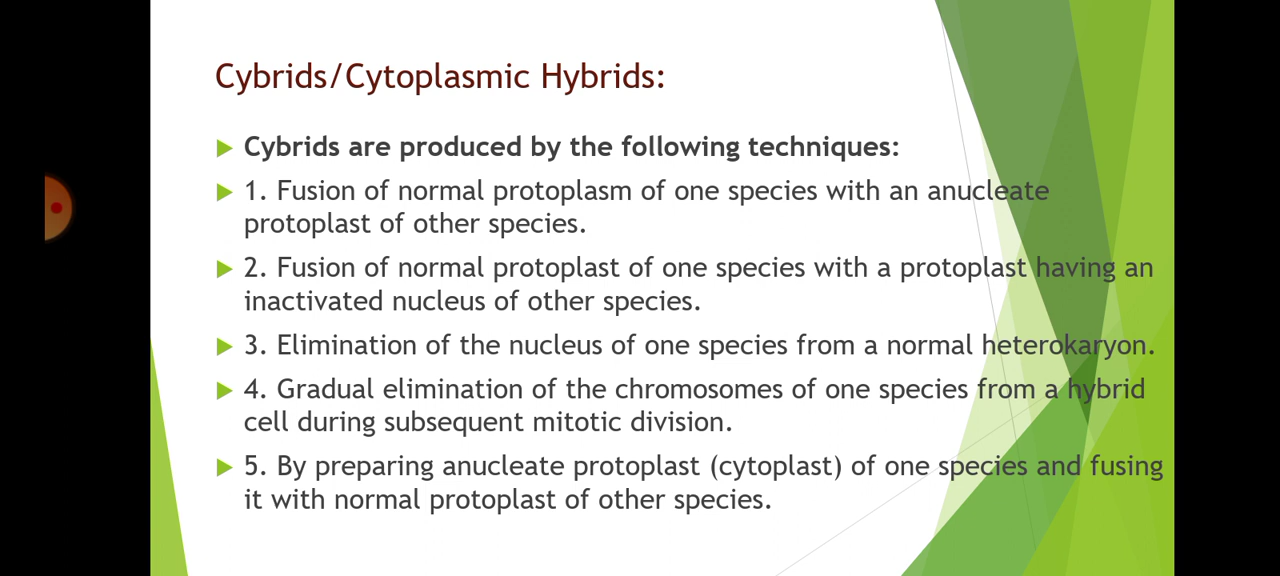 Cybrids/Cytoplasmic Hybrids:
Cybrids are produced by the following techniques:
1. Fusion of normal protoplasm of one species with an anucleate
protoplast of other species.
2. Fusion of normal protoplast of one species with a protoplast having an
inactivated nucleus of other species.
3. Elimination of the nucleus of one species from a normal heterokaryon.
4. Gradual elimination of the chromosomes of one species from a hybrid
cell during subsequent mitotic division.
5. By preparing anucleate protoplast (cytoplast) of one species and fusing
it with normal protoplast of other species.